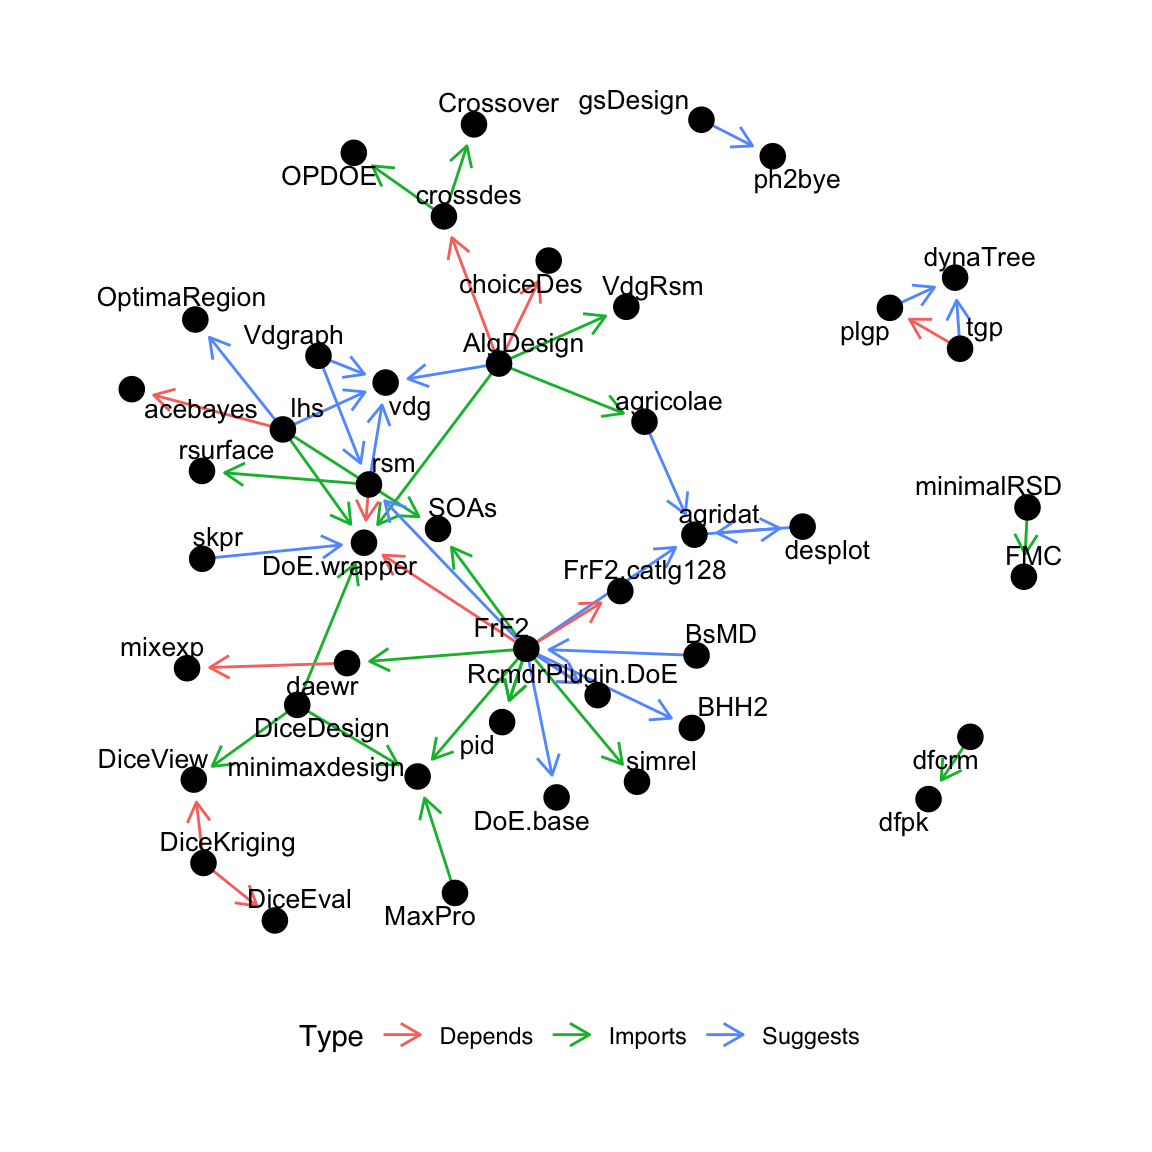 Crossover
gsDesign
OPDOE
ph2bye
crossdes
dynaTree
choiceDes
VdgRsm
OptimaRegion
plgp
tgp
Vdgraph
AlgDesign
acebayes
lhs
vdg
agricolae
rsurface
rsm
minimalRSD
SOAs
agridat
skpr
desplot
DoE.wrapper
FrF2.catlg128
FMC
FrF2
BsMD
mixexp
RcmdrPlugin.DoE
daewr
BHH2
DiceDesign
pid
DiceView
minimaxdesign
simrel
dfcrm
DoE.base
dfpk
DiceKriging
DiceEval
MaxPro
Type Depends Imports Suggests